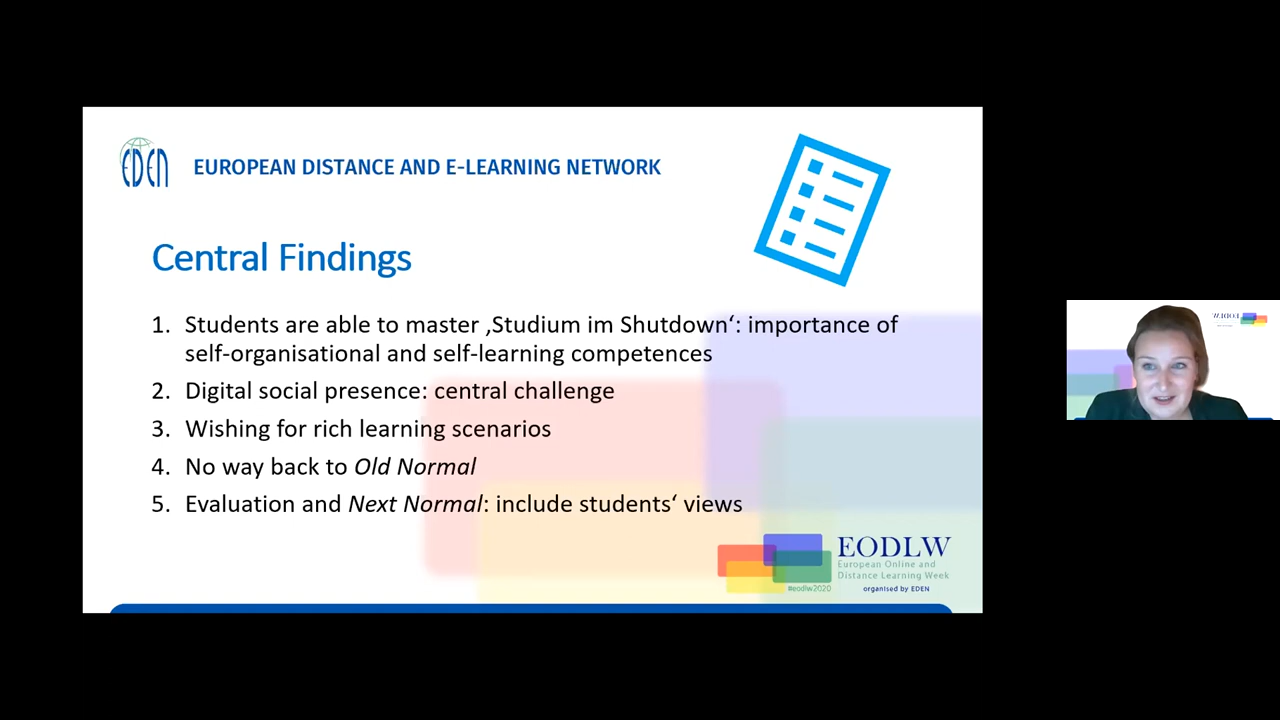 EDEN
EUROPEAN DISTANCE AND E-LEARNING NETWORK
Central Findings
1. Students are able to master ‚Studium im Shutdown‘: importance of
self-organisational and self-learning competences
2. Digital social presence: central challenge
3. Wishing for rich learning scenarios
4. No way back to Old Normal
5. Evaluation and Next Normal: include students‘ views
EODLW
European Online and
Distance Learning Week
#eodlw2020
organised by EDEN